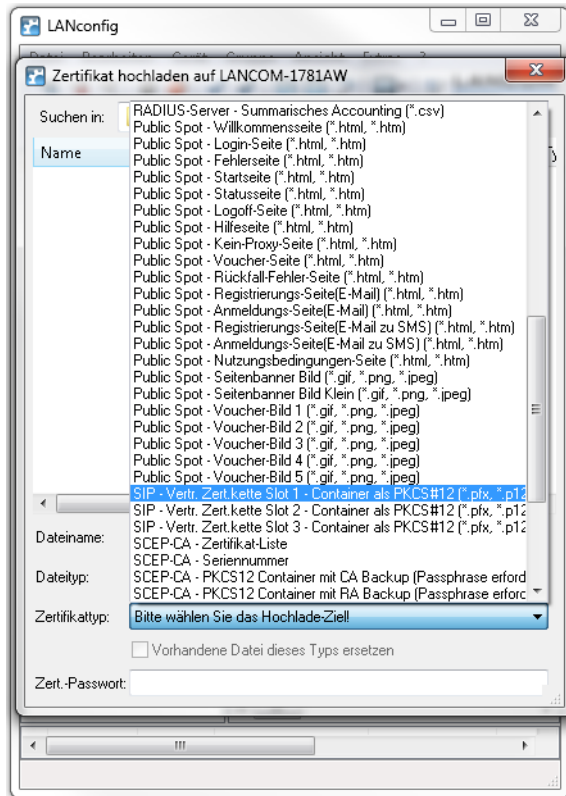 LANconfig
Datei Bearbeiten Gerät Gruppe Ansicht Extras ?
Zertifikat hochladen auf LANCOM-1781AW
Suchen in:
Name
RADIUS-Server - Summarisches Accounting (*.csv)
Public Spot - Willkommensseite (*.html, *.htm)
Public Spot - Login-Seite (*.html, *.htm)
Public Spot - Fehlerseite (*.html, *.htm)
Public Spot - Startseite (*.html, *.htm)
Public Spot - Statusseite (*.html, *.htm)
Public Spot - Logoff-Seite (*.html, *.htm)
Public Spot - Hilfeseite (*.html, *.htm)
Public Spot - Kein-Proxy-Seite (*.html, *.htm)
Public Spot - Voucher-Seite (*.html, *.htm)
Public Spot - Rückfall-Fehler-Seite (*.html, *.htm)
Public Spot - Registrierungs-Seite(E-Mail) (*.html, *.htm)
Public Spot - Anmeldungs-Seite(E-Mail) (*.html, *.htm)
Public Spot - Registrierungs-Seite(E-Mail zu SMS) (*.html, *.htm)
Public Spot - Anmeldungs-Seite(E-Mail zu SMS) (*.html, *.htm)
Public Spot - Nutzungsbedingungen-Seite (*.html, *.htm)
Public Spot - Seitenbanner Bild (*.gif, *.png, *.jpeg)
Public Spot - Seitenbanner Bild Klein (*.gif, *.png, *.jpeg)
Public Spot - Voucher-Bild 1 (*.gif, *.png, *.jpeg)
Public Spot - Voucher-Bild 2 (*.gif, *.png, *.jpeg)
Public Spot - Voucher-Bild 3 (*.gif, *.png, *.jpeg)
Public Spot - Voucher-Bild 4 (*.gif, *.png, *.jpeg)
Public Spot - Voucher-Bild 5 (*.gif, *.png, *.jpeg)
SIP - Vertr. Zert.kette Slot 1 - Container als PKCS#12 (*.pfx, *.p12
SIP - Vertr. Zert.kette Slot 2 - Container als PKCS#12 (*.pfx, *.p12
SIP - Vertr. Zert.kette Slot 3 - Container als PKCS#12 (*.pfx, *.p12
SCEP-CA - Zertifikat-Liste
SCEP-CA - Seriennummer
SCEP-CA - PKCS12 Container mit CA Backup (Passphrase erford
SCEP-CA - PKCS12 Container mit RA Backup (Passphrase erford
Dateiname:
Dateityp:
Zertifikattyp: Bitte wählen Sie das Hochlade-Ziel!
Vorhandene Datei dieses Typs ersetzen
Zert.-Passwort: